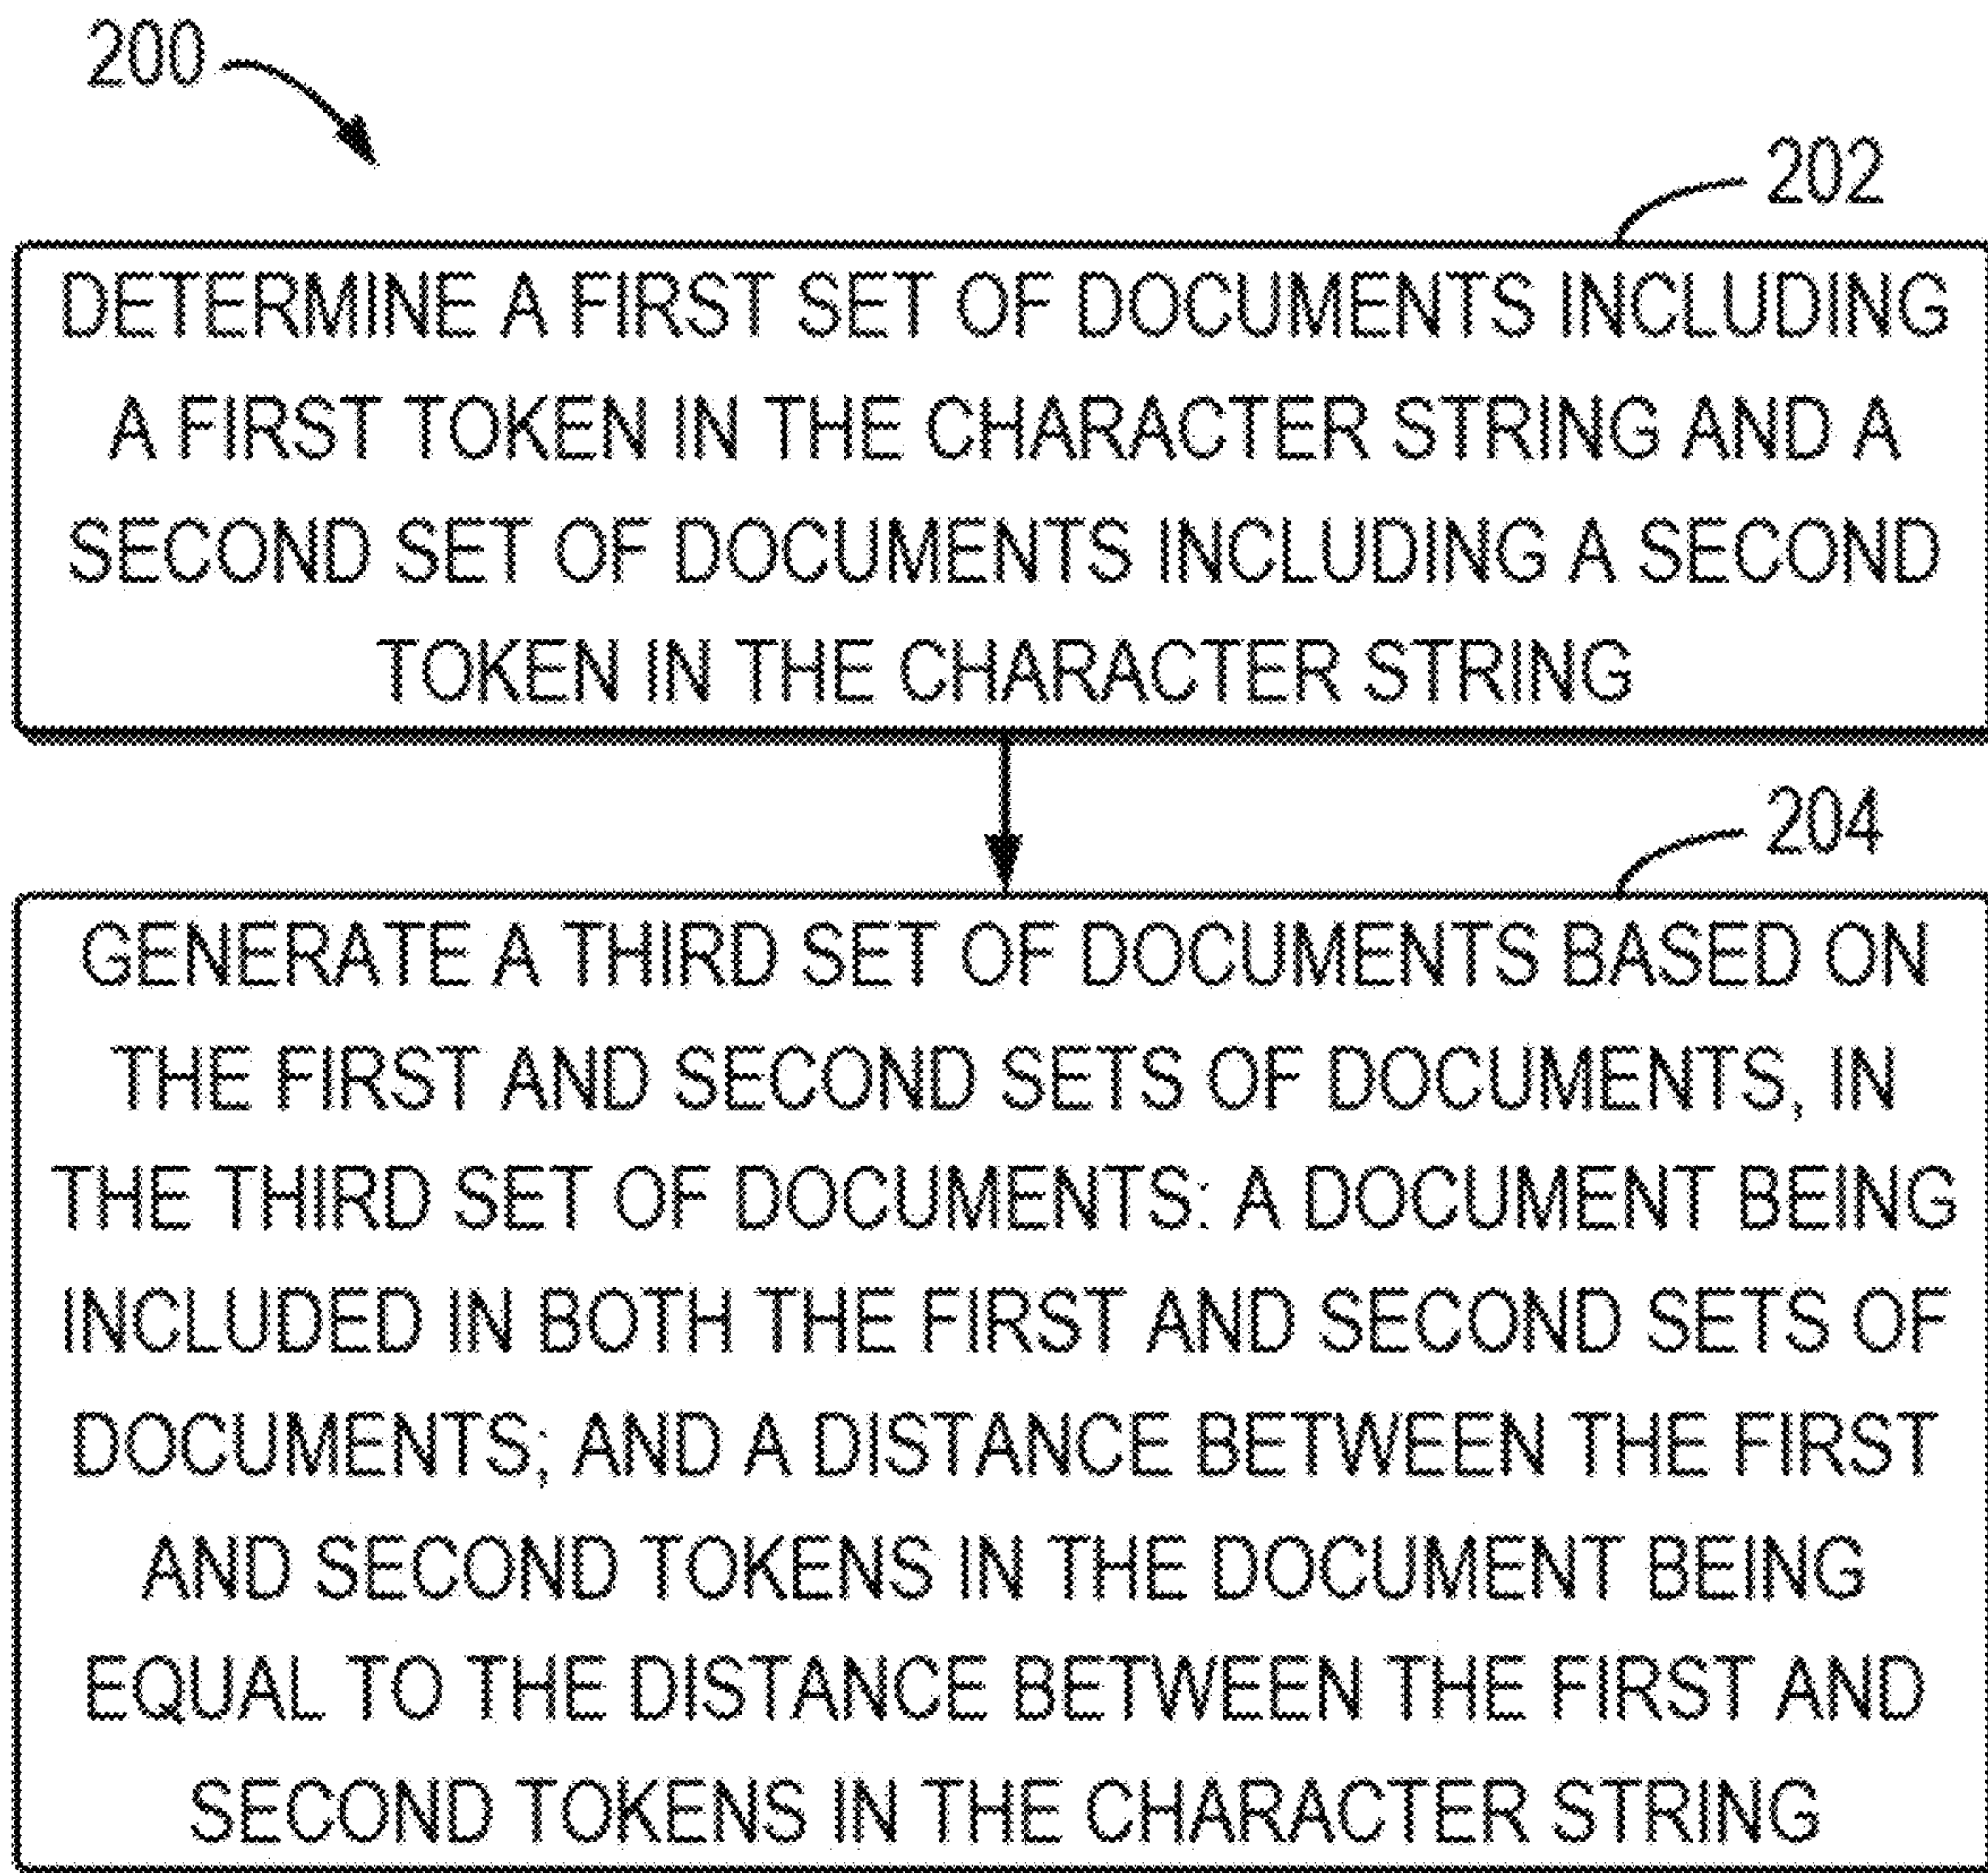 200
202
DETERMINE A FIRST SET OF DOCUMENTS INCLUDING
A FIRST TOKEN IN THE CHARACTER STRING AND A
SECOND SET OF DOCUMENTS INCLUDING A SECOND
TOKEN IN THE CHARACTER STRING
204
GENERATE A THIRD SET OF DOCUMENTS BASED ON
THE FIRST AND SECOND SETS OF DOCUMENTS, IN
THE THIRD SET OF DOCUMENTS: A DOCUMENT BEING
INCLUDED IN BOTH THE FIRST AND SECOND SETS OF
DOCUMENTS; AND A DISTANCE BETWEEN THE FIRST
AND SECOND TOKENS IN THE DOCUMENT BEING
EQUAL TO THE DISTANCE BETWEEN THE FIRST AND
SECOND TOKENS IN THE CHARACTER STRING